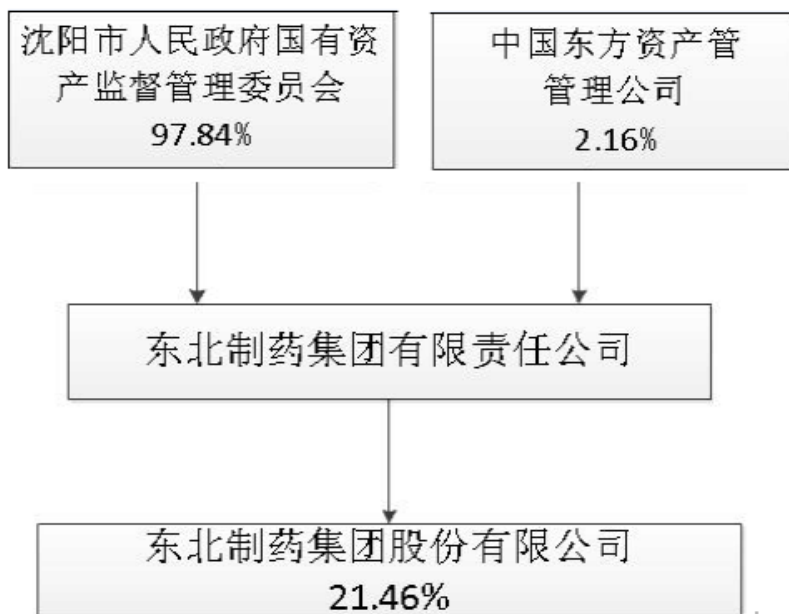 沈阳市人民政府国有资
产监督管理委员会
97.84%
中国东方资产管
管理公司
2.16%
东北制药集团有限责任公司
东北制药集团股份有限公司
21.46%